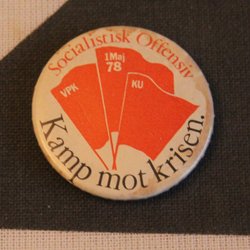 Socialistisk Offensiv
1 Maj
78
VPK
KU
Kamp mot krisen.